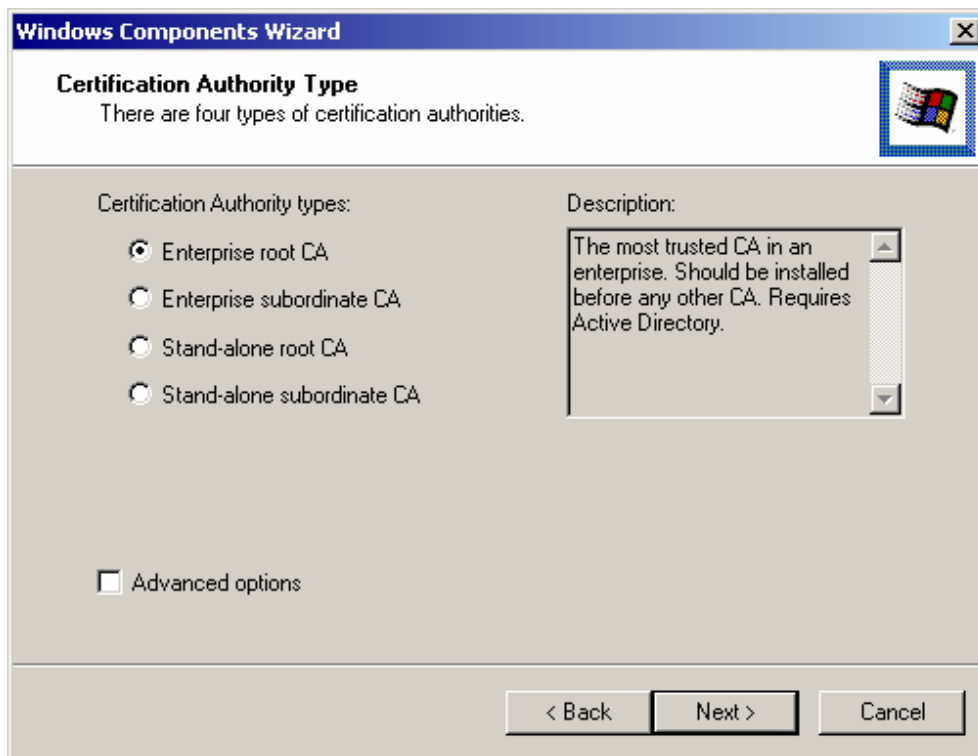 Windows Components Wizard
Certification Authority Type
There are four types of certification authorities.
Certification Authority types:
Enterprise root CA
Enterprise subordinate CA
Stand-alone root CA
Stand-alone subordinate CA
Description:
The most trusted CA in an
enterprise. Should be installed
before any other CA. Requires
Active Directory.
Advanced options
< Back
Next >
Cancel